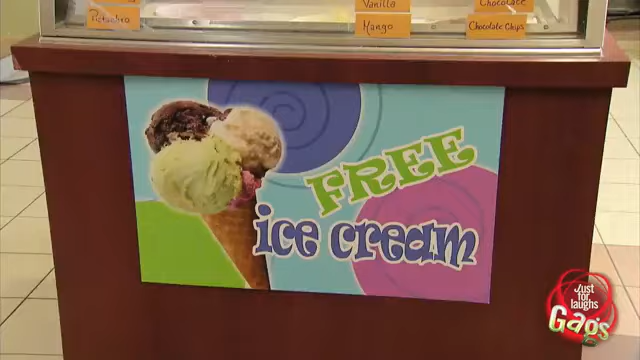 Vanilla
Chocolate
Pistachio
Mango
Chocolate Chips
FREE
ice cream
Just
for
laughs
Gags